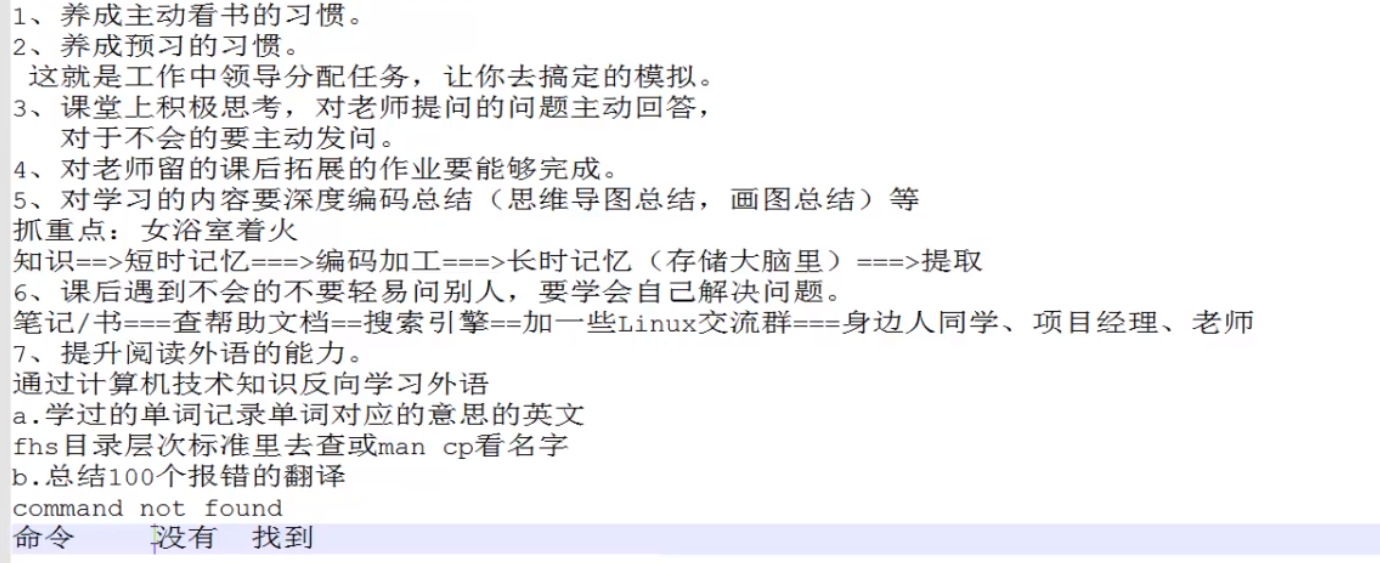 1、养成主动看书的习惯。
2、养成预习的习惯。
这就是工作中领导分配任务，让你去搞定的模拟。
3、课堂上积极思考，对老师提问的问题主动回答，
对于不会的要主动发问。
4、对老师留的课后拓展的作业要能够完成。
5、对学习的内容要深度编码总结（思维导图总结，画图总结）等
抓重点：女浴室着火
知识==>短时记忆===>编码加工===>长时记忆（存储大脑里）===>提取
6、课后遇到不会的不要轻易问别人，要学会自己解决问题。
笔记/书===查帮助文档==搜索引擎==加一些Linux交流群===身边人同学、项目经理、老师
7、提升阅读外语的能力。
通过计算机技术知识反向学习外语
a.学过的单词记录单词对应的意思的英文
fhs目录层次标准里去查或man cp看名字
b.总结100个报错的翻译
command not found
命令 没有 找到